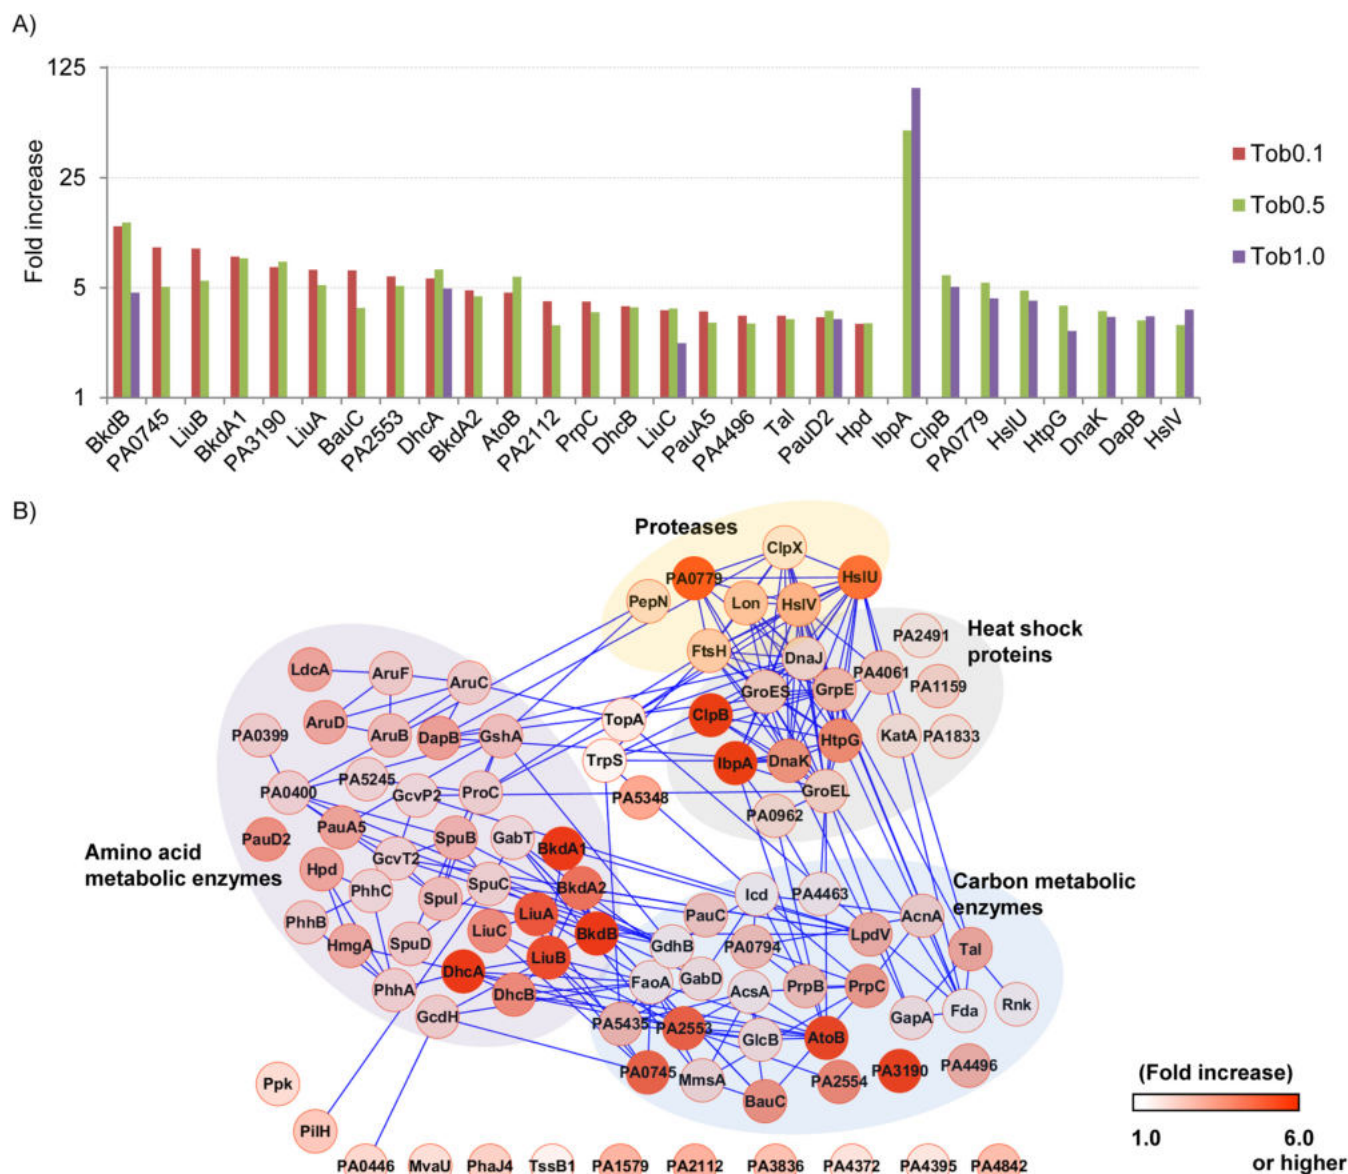 A)
125
25
5
1
Fold increase
Tob0.1
Tob0.5
Tob1.0
BkdB
PA0745
LiuB
BkdA1
PA3190
LiuA
BauC
PA2553
DhcA
BkdA2
AtoB
PA2112
PrpC
DhcB
LiuC
PauA5
PA4496
Tal
PauD2
Hpd
IbpA
ClpB
PA0779
HslU
HtpG
DnaK
DapB
HslV
B)
Proteases
ClpX
PA0779
HslU
PepN
Lon
HslV
FtsH
Heat shock
proteins
PA2491
DnaJ
PA4061
PA1159
GroES
GrpE
ClpB
HtpG
KatA
PA1833
IbpA
DnaK
GroEL
PA0962
TopA
TrpS
PA5348
Amino acid
metabolic enzymes
LdcA
AruF
AruC
AruD
AruB
DapB
GshA
PA0399
PA5245
PA0400
GcvP2
ProC
PauD2
PauA5
SpuB
GabT
BkdA1
GcvT2
Hpd
PhhC
SpuC
BkdA2
SpuI
PhhB
LiuA
LiuC
BkdB
HmgA
SpuD
LiuB
DhcA
PhhA
DhcB
GcdH
Carbon metabolic
enzymes
Icd
PA4463
PauC
AcnA
LpdV
GdhB
PA0794
Tal
FaoA
GabD
AcsA
PrpB
PrpC
Rnk
PA5435
PA2553
GlcB
AtoB
GapA
Fda
PA0745
MmsA
PA2554
PA3190
PA4496
BauC
Ppk
PilH
PA0446
MvaU
PhaJ4
TssB1
PA1579
PA2112
PA3836
PA4372
PA4395
PA4842
(Fold increase)
1.0
6.0
or higher